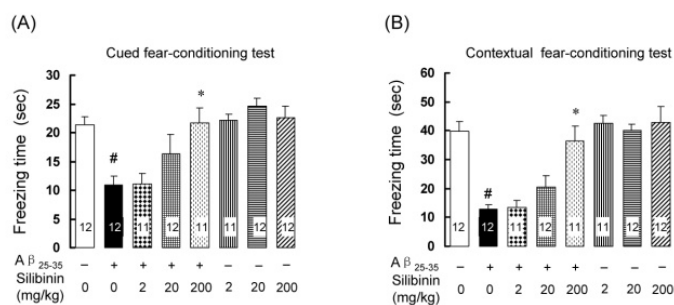 (A)
Cued fear-conditioning test
Freezing time (sec)
30
25
20
15
10
5
0
#
*
12 12 11 12 11 11 12 12
Aβ25-35 − + + + + − − −
Silibinin (mg/kg) 0 0 2 20 200 2 20 200
(B)
Contextual fear-conditioning test
Freezing time (sec)
60
50
40
30
20
10
0
#
*
12 12 11 12 11 11 12 12
Aβ25-35 − + + + + − − −
Silibinin (mg/kg) 0 0 2 20 200 2 20 200